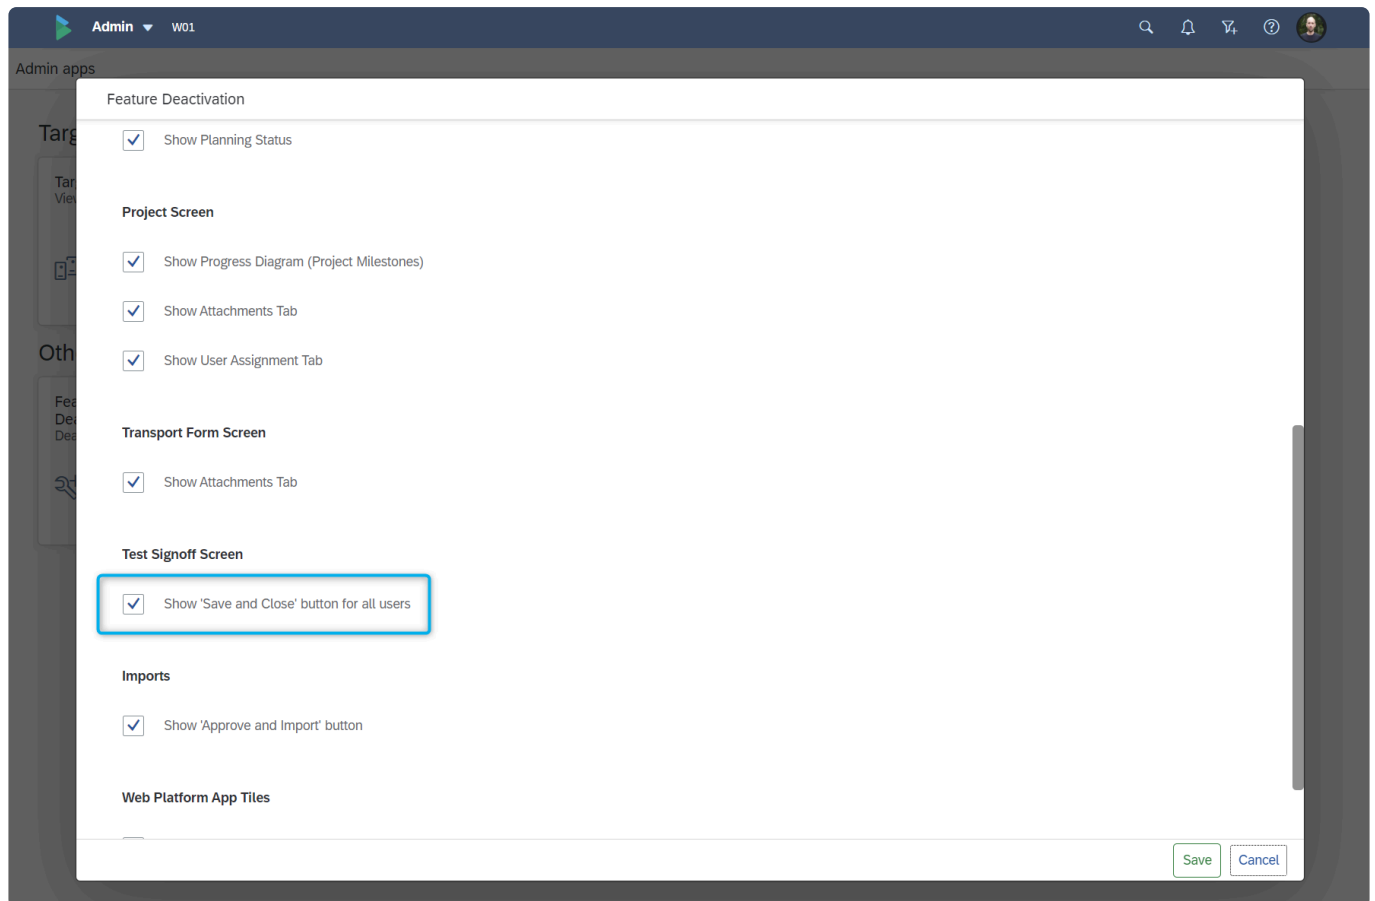 Admin
W01
Admin apps
Feature Deactivation
Show Planning Status
Project Screen
Show Progress Diagram (Project Milestones)
Show Attachments Tab
Show User Assignment Tab
Transport Form Screen
Show Attachments Tab
Test Signoff Screen
Show 'Save and Close' button for all users
Imports
Show 'Approve and Import' button
Web Platform App Tiles
Save
Cancel